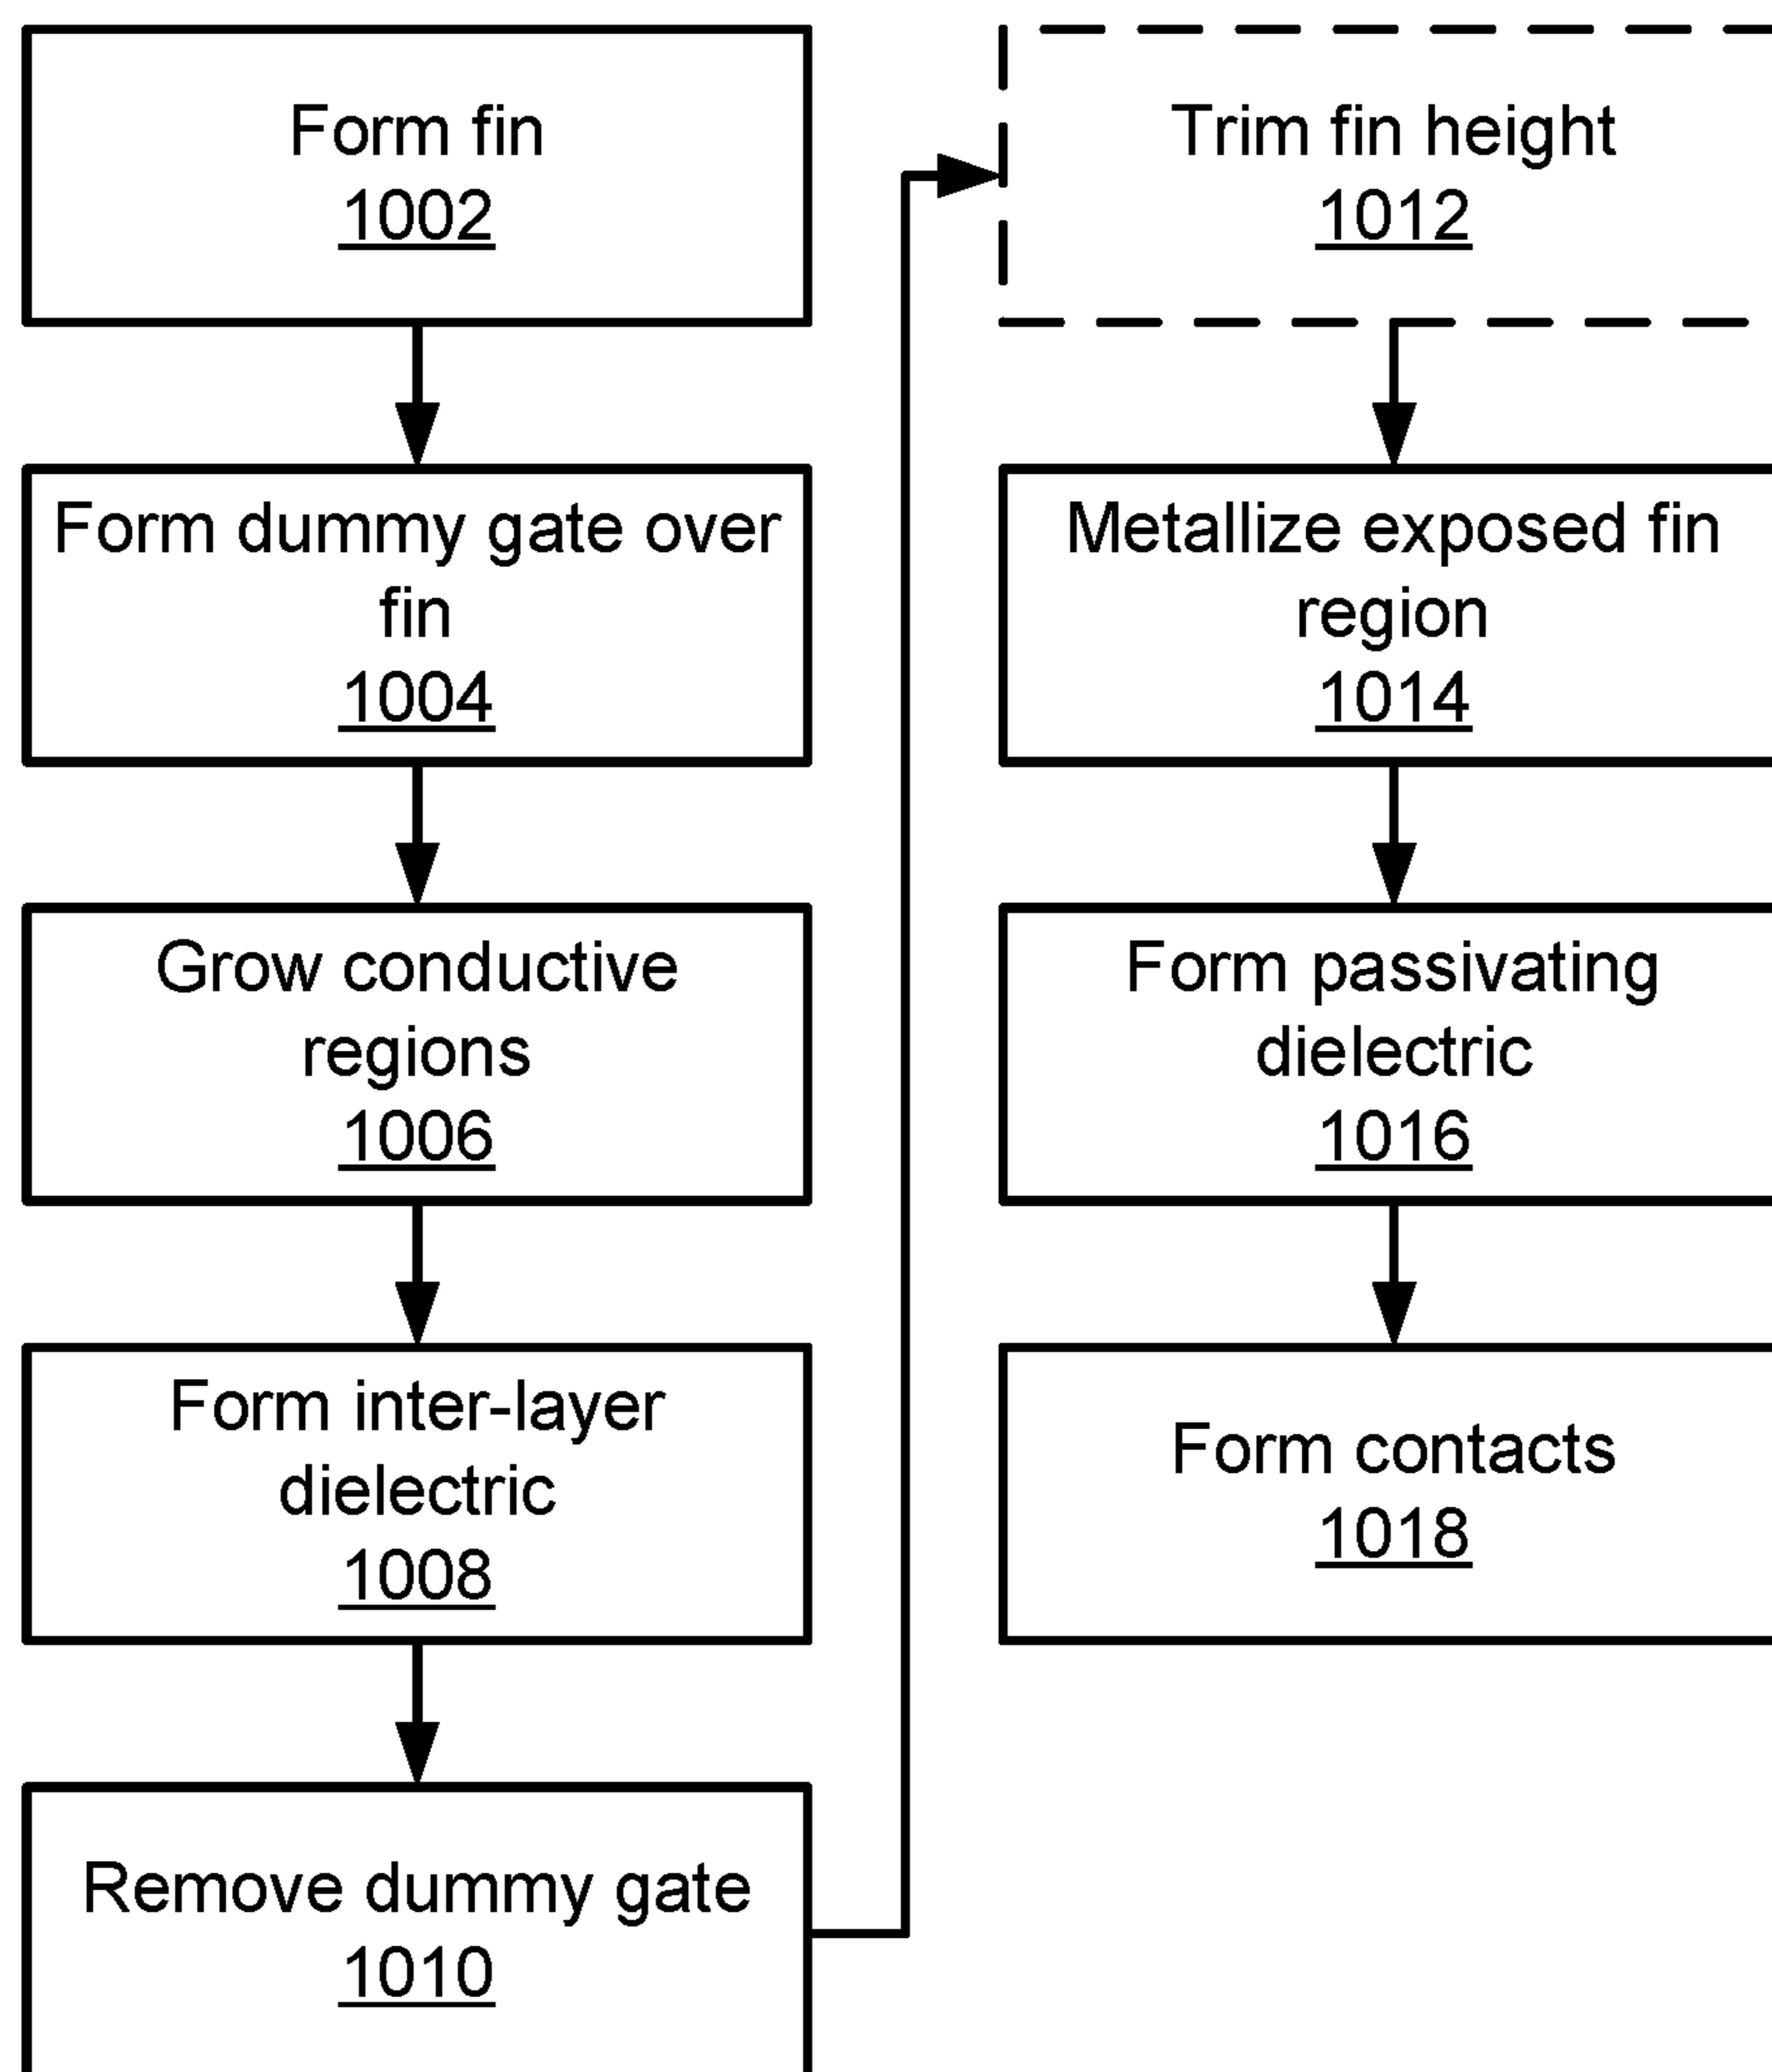 Form fin
1002
Form dummy gate over
fin
1004
Grow conductive
regions
1006
Form inter-layer
dielectric
1008
Remove dummy gate
1010
Trim fin height
1012
Metallize exposed fin
region
1014
Form passivating
dielectric
1016
Form contacts
1018